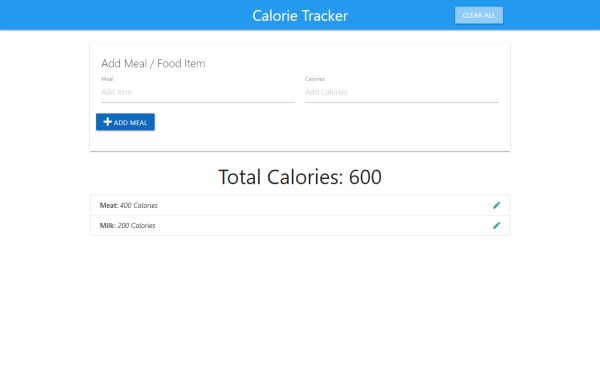 Calorie Tracker
CLEAR ALL
Add Meal / Food Item
Meal
Calories
Add Item
Add Calories
ADD MEAL
Total Calories: 600
Meat: 400 Calories
Milk: 200 Calories